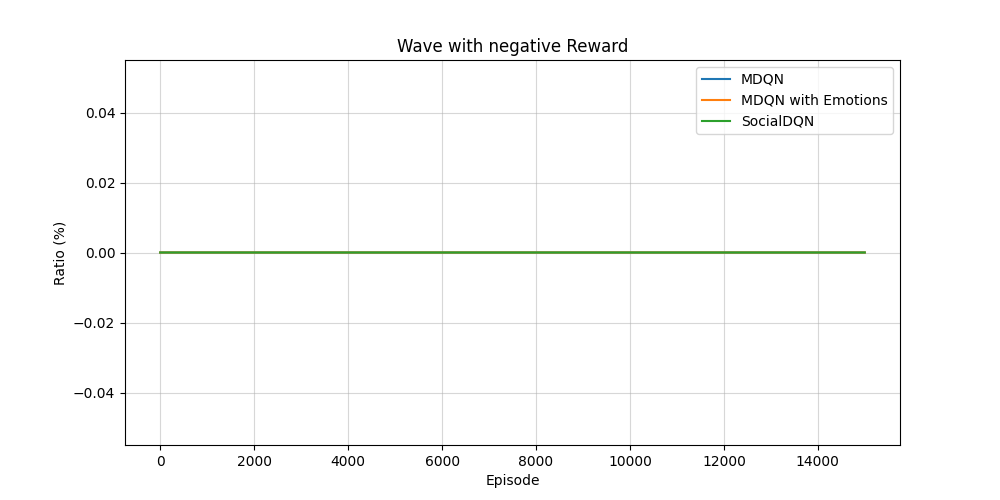 Wave with negative Reward
MDQN
MDQN with Emotions
SocialDQN
Ratio (%)
0.04
0.02
0.00
−0.02
−0.04
0 2000 4000 6000 8000 10000 12000 14000
Episode